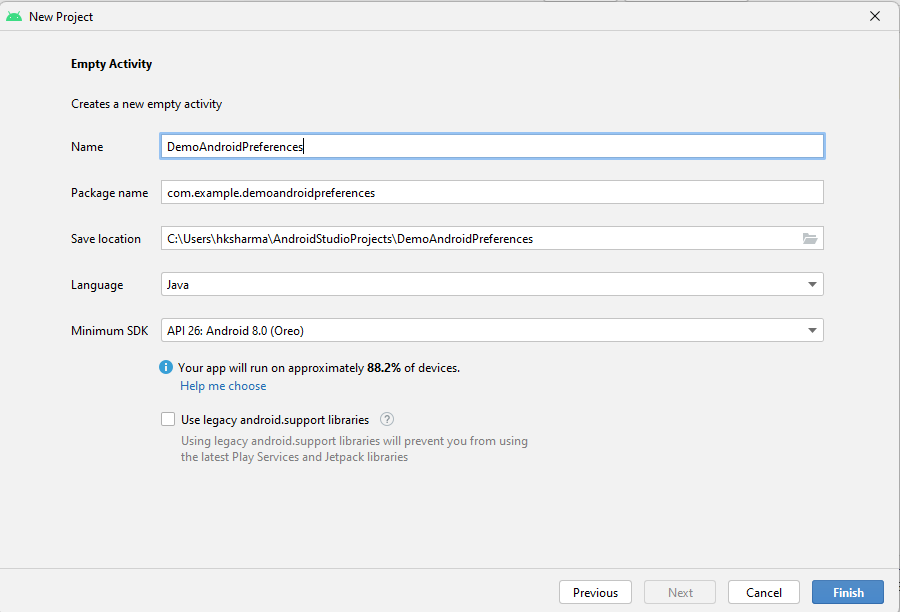 New Project
Empty Activity
Creates a new empty activity
Name DemoAndroidPreferences
Package name com.example.demoandroidpreferences
Save location C:\Users\hksharma\AndroidStudioProjects\DemoAndroidPreferences
Language Java
Minimum SDK API 26: Android 8.0 (Oreo)
i Your app will run on approximately 88.2% of devices.
Help me choose
Use legacy android.support libraries ?
Using legacy android.support libraries will prevent you from using
the latest Play Services and Jetpack libraries
Previous Next Cancel Finish